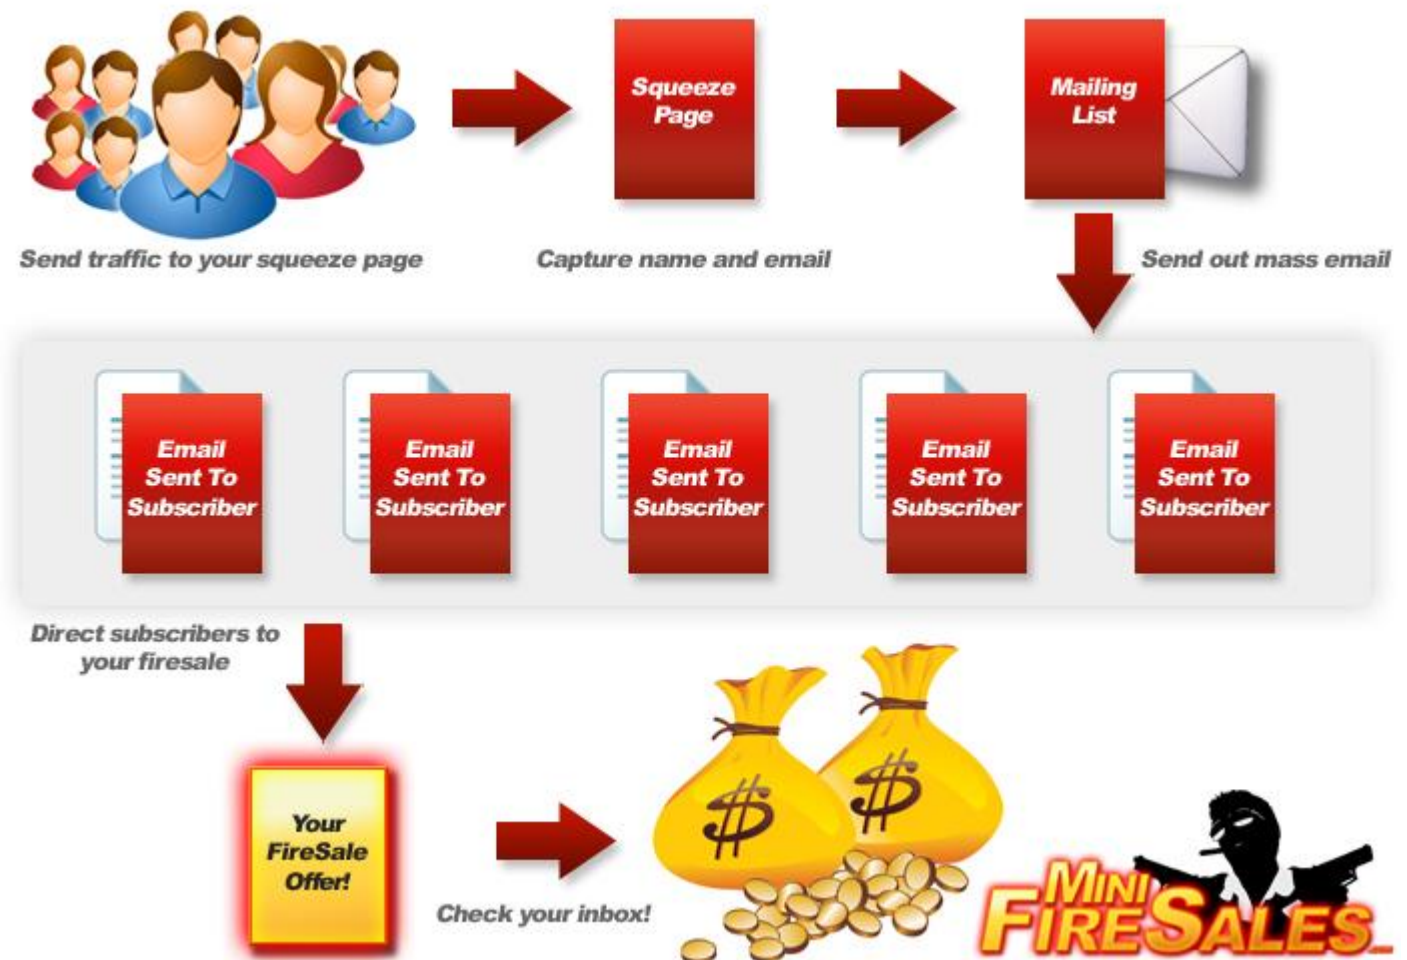 Squeeze
Page
Mailing
List
Send traffic to your squeeze page
Capture name and email
Send out mass email
Email
Sent To
Subscriber
Email
Sent To
Subscriber
Email
Sent To
Subscriber
Email
Sent To
Subscriber
Email
Sent To
Subscriber
Direct subscribers to
your firesale
Your
FireSale
Offer!
Check your inbox!
$
$
MINI
FIRESALES